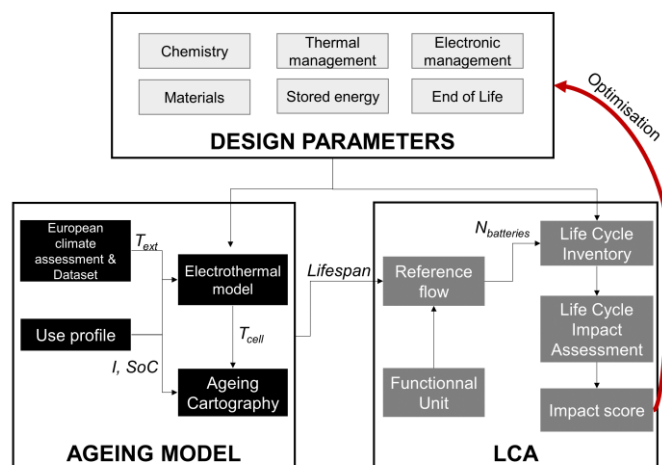 Chemistry
Thermal
management
Electronic
management
Materials
Stored energy
End of Life
DESIGN PARAMETERS
Optimisation
European
climate
assessment &
Dataset
T_ext
Electrothermal
model
Use profile
I, SoC
T_cell
Ageing
Cartography
AGEING MODEL
Lifespan
Reference
flow
N_batteries
Functionnal
Unit
Life Cycle
Inventory
Life Cycle
Impact
Assessment
Impact score
LCA